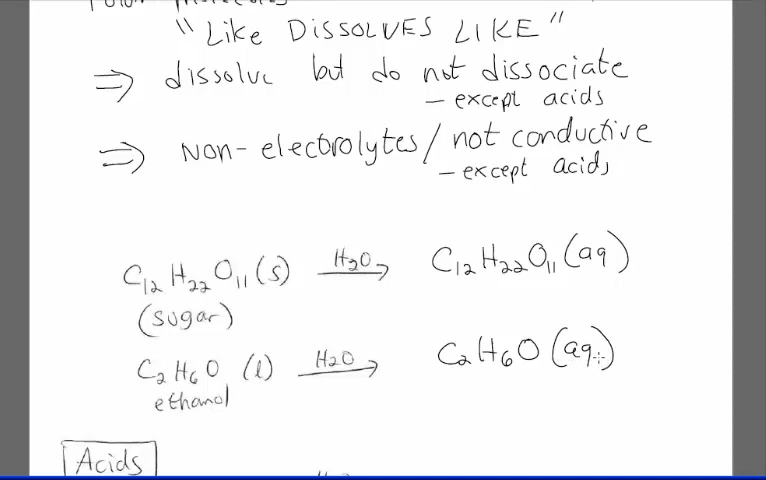 "LIKE DISSOLVES LIKE"
⇒ dissolve but do not dissociate
- except acids
⇒ NON-electrolytes/not conductive
- except acids
C₁₂H₂₂O₁₁(s) H₂O→ C₁₂H₂₂O₁₁(aq)
(sugar)
C₂H₆O (l) H₂O→ C₂H₆O(aq)
ethanol
Acids